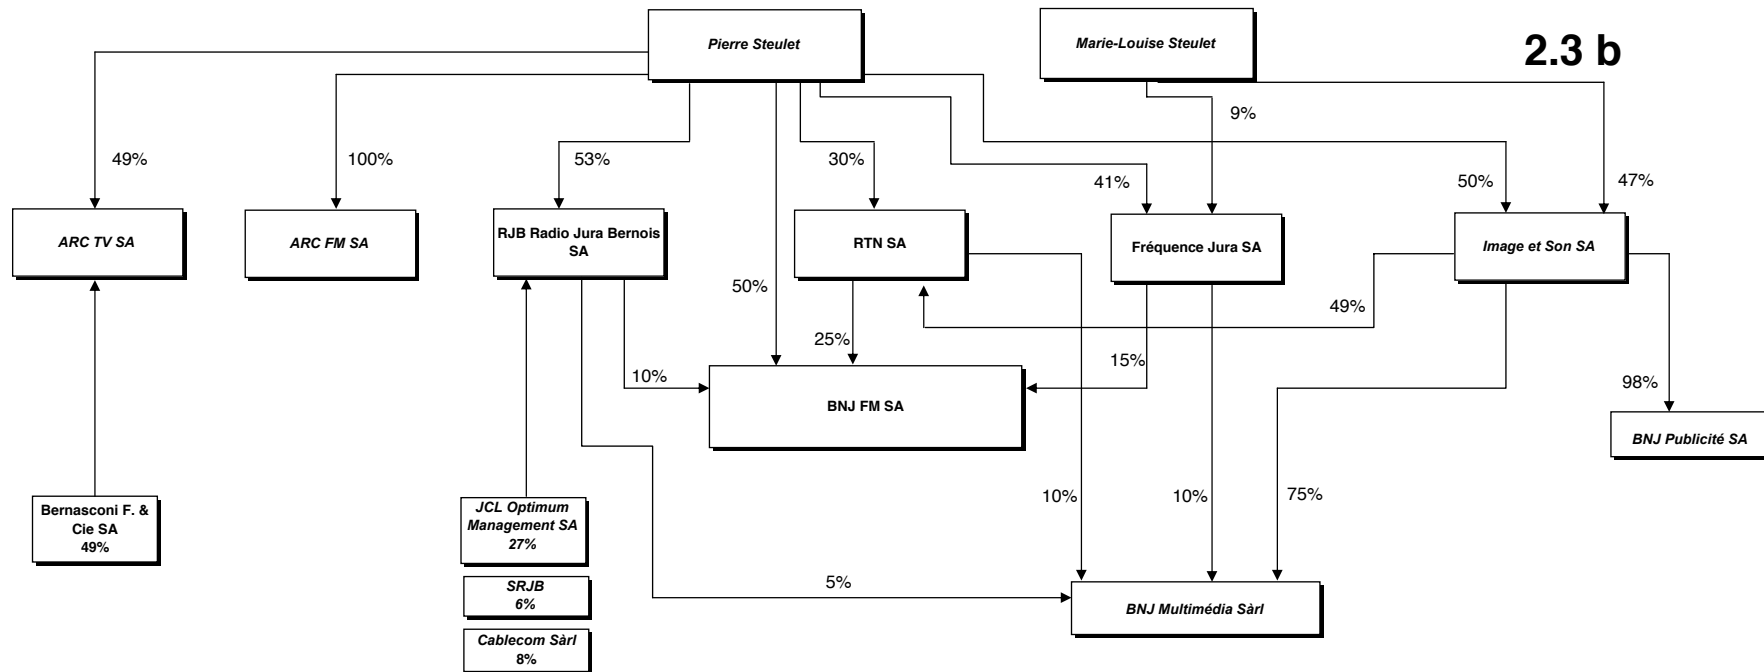 Pierre Steulet
Marie-Louise Steulet
2.3 b
9%
49%
100%
53%
30%
41%
50%
47%
ARC TV SA
ARC FM SA
RJB Radio Jura Bernois
SA
RTN SA
Fréquence Jura SA
Image et Son SA
50%
49%
25%
15%
10%
98%
BNJ FM SA
BNJ Publicité SA
Bernasconi F. &
Cie SA
49%
JCL Optimum
Management SA
27%
10%
10%
75%
SRJB
6%
5%
BNJ Multimédia Sàrl
Cablecom Sàrl
8%